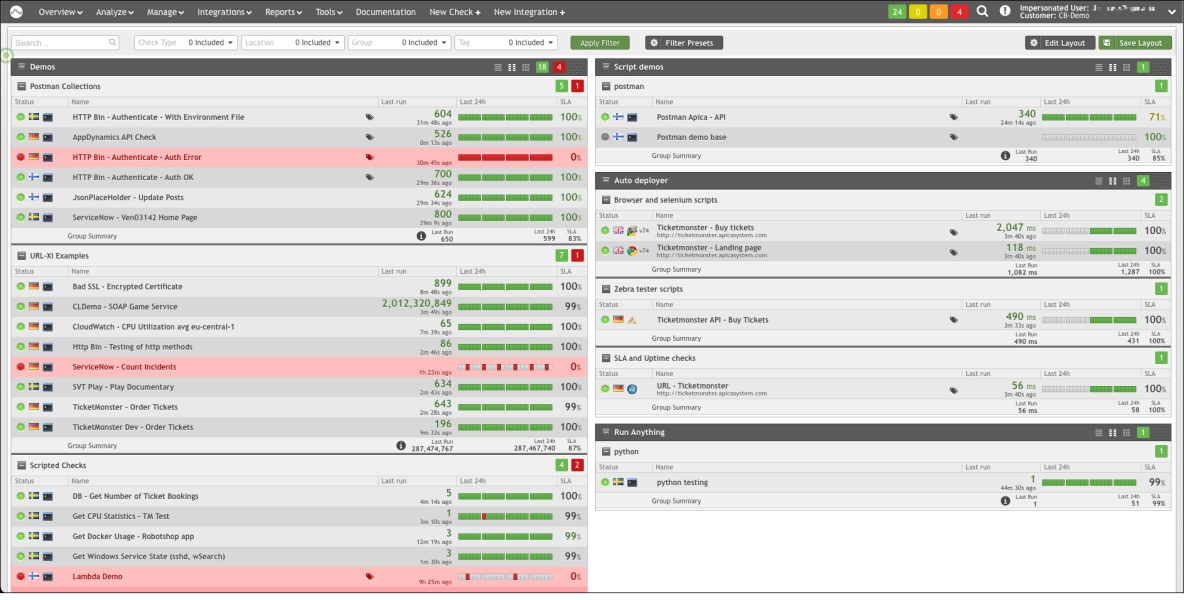 Overview Analyze Manage Integrations Reports Tools Documentation New Check + New Integration + 24 0 0 4 Impersonated User:
Customer: CB-Demo
Search... Check Type 0 Included Location 0 Included Group 0 Included Tag 0 Included Apply Filter Filter Presets Edit Layout Save Layout
Demos 18 4
Postman Collections 5 1
Status Name Last run Last 24h SLA
HTTP Bin - Authenticate - With Environment File 604 100%
31m 48s ago
AppDynamics API Check 526 100%
0m 13s ago
HTTP Bin - Authenticate - Auth Error 0%
30m 45s ago
HTTP Bin - Authenticate - Auth OK 700 100%
29m 36s ago
JsonPlaceHolder - Update Posts 624 100%
29m 34s ago
ServiceNow - Ven03142 Home Page 800 100%
29m 9s ago
Group Summary Last Run 650 Last 24h 599 SLA 83%
URL-XI Examples 7 1
Status Name Last run Last 24h SLA
Bad SSL - Encrypted Certificate 899 100%
8m 48s ago
CLDemo - SOAP Game Service 2,012,320,849 99%
3m 49s ago
CloudWatch - CPU Utilization avg eu-central-1 65 100%
7m 39s ago
Http Bin - Testing of http methods 86 100%
2m 46s ago
ServiceNow - Count Incidents 0%
1h 23m ago
SVT Play - Play Documentary 634 100%
2m 43s ago
TicketMonster - Order Tickets 643 99%
2m 28s ago
TicketMonster Dev - Order Tickets 196 100%
9m 33s ago
Group Summary Last Run 287,474,767 Last 24h 287,467,740 SLA 87%
Scripted Checks 4 2
Status Name Last run Last 24h SLA
DB - Get Number of Ticket Bookings 5 100%
4m 14s ago
Get CPU Statistics - TM Test 1 99%
3m 10s ago
Get Docker Usage - Robotshop app 3 99%
12m 19s ago
Get Windows Service State (sshd, wSearch) 3 99%
1m 30s ago
Lambda Demo 0%
9h 25m ago
Script demos 1
postman 1
Status Name Last run Last 24h SLA
Postman Apica - API 340 71%
24m 14s ago
Postman demo base 100%
Group Summary Last Run 340 Last 24h 340 SLA 85%
Auto deployer 4
Browser and selenium scripts 2
Status Name Last run Last 24h SLA
v74 Ticketmonster - Buy tickets 2,047 ms 100%
http://ticketmonster.apicasystem.com 3m 40s ago
v74 Ticketmonster - Landing page 118 ms 100%
http://ticketmonster.apicasystem.com 3m 40s ago
Group Summary Last Run 1,082 ms Last 24h 1,287 SLA 100%
Zebra tester scripts 1
Status Name Last run Last 24h SLA
Ticketmonster API - Buy Tickets 490 ms 100%
3m 33s ago
Group Summary Last Run 490 ms Last 24h 431 SLA 100%
SLA and Uptime checks 1
Status Name Last run Last 24h SLA
URL - Ticketmonster 56 ms 100%
http://ticketmonster.apicasystem.com 3m 40s ago
Group Summary Last Run 56 ms Last 24h 58 SLA 100%
Run Anything 1
python 1
Status Name Last run Last 24h SLA
python testing 1 99%
44m 30s ago
Group Summary Last Run 1 Last 24h 51 SLA 99%